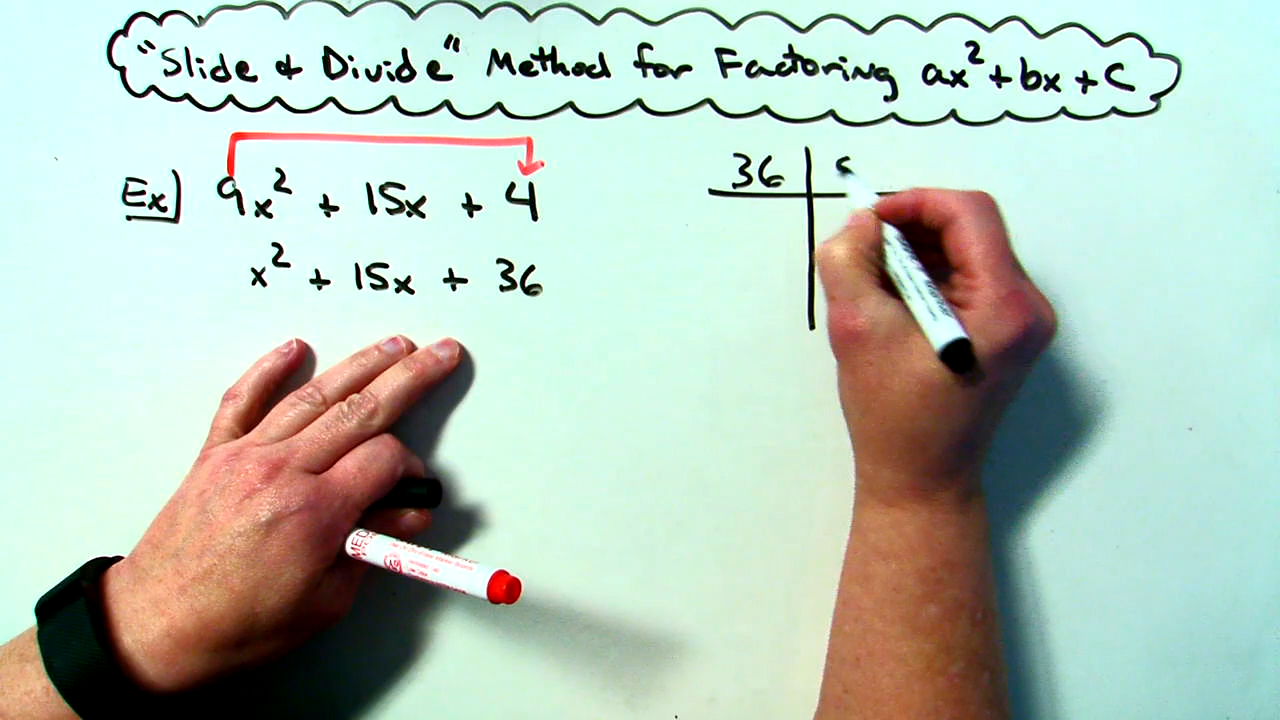 "Slide & Divide" Method for Factoring ax² + bx + c
Ex] 9x² + 15x + 4
36
x² + 15x + 36